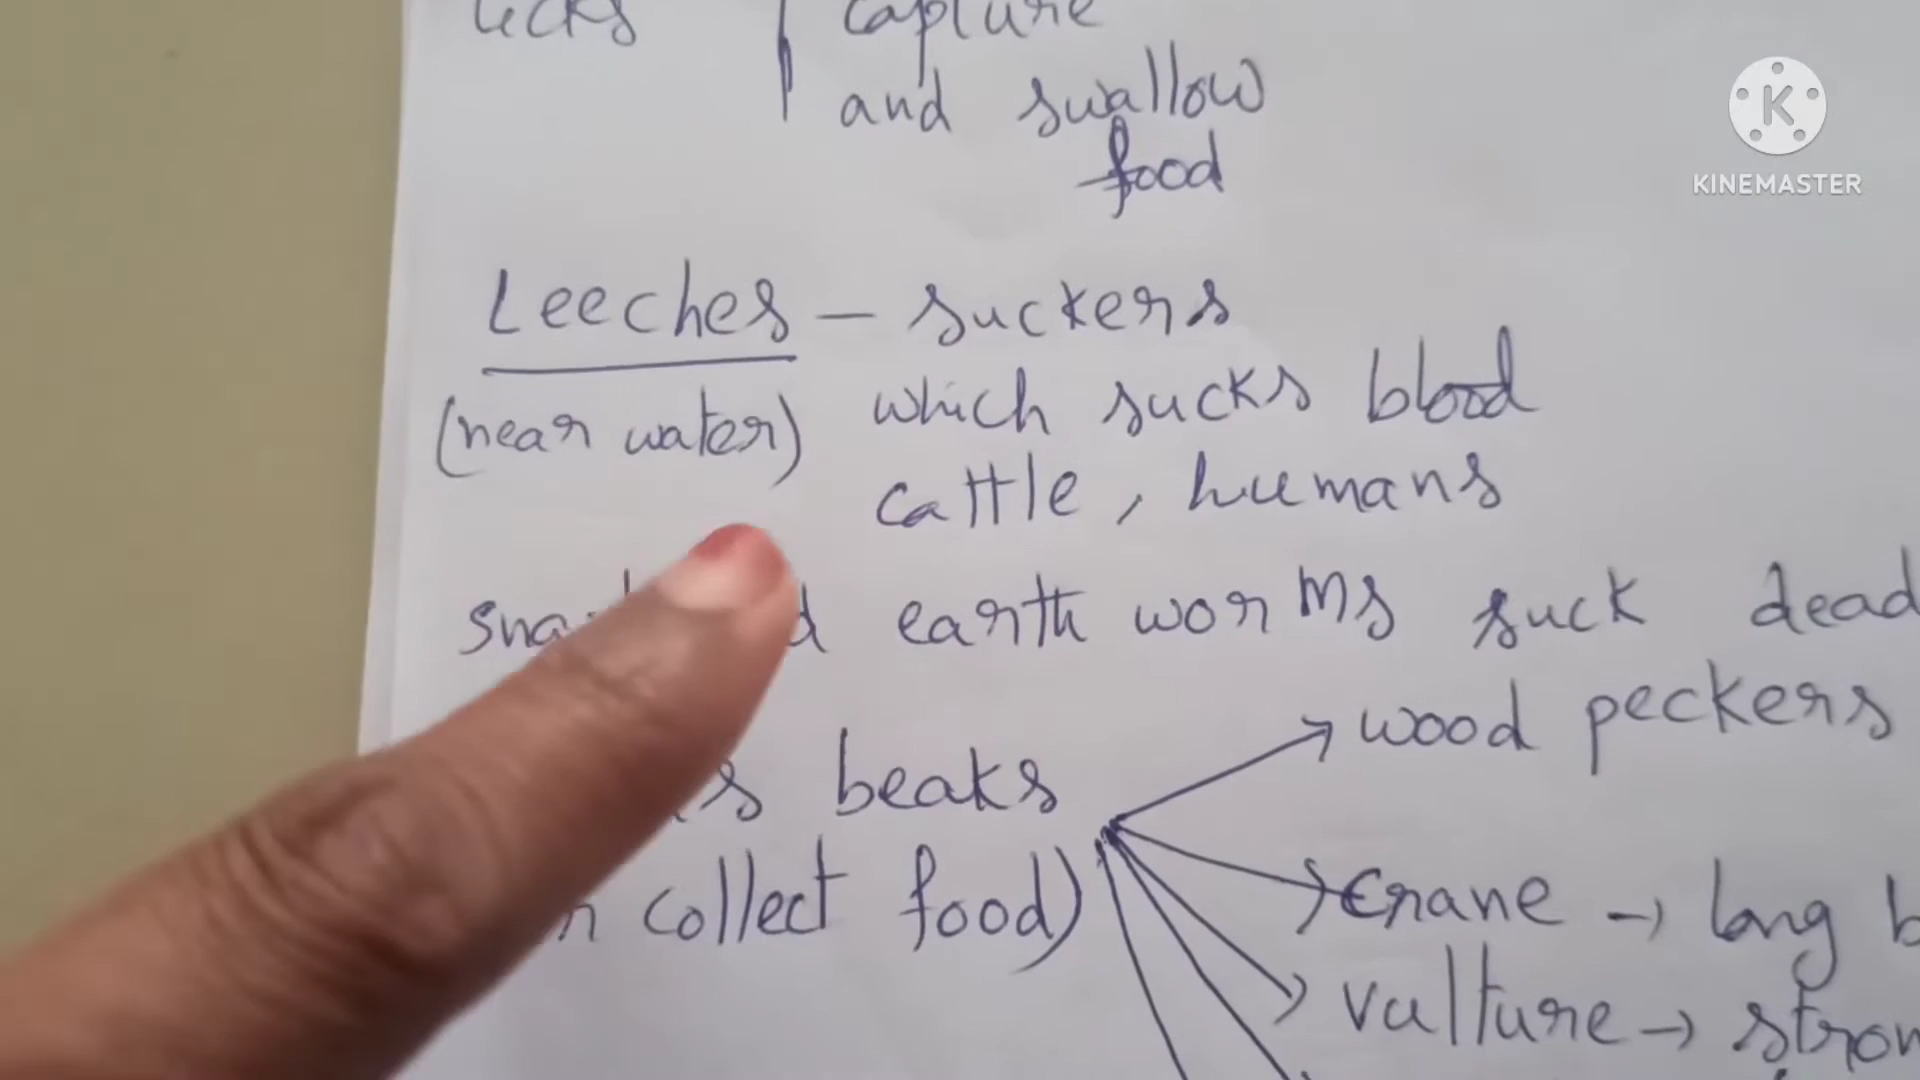 licks capture
and swallow
food
KINEMASTER
Leeches – suckers
(near water) which sucks blood
cattle, humans
earth worms suck dead
wood peckers
beaks
collect food)
crane → long
vulture →